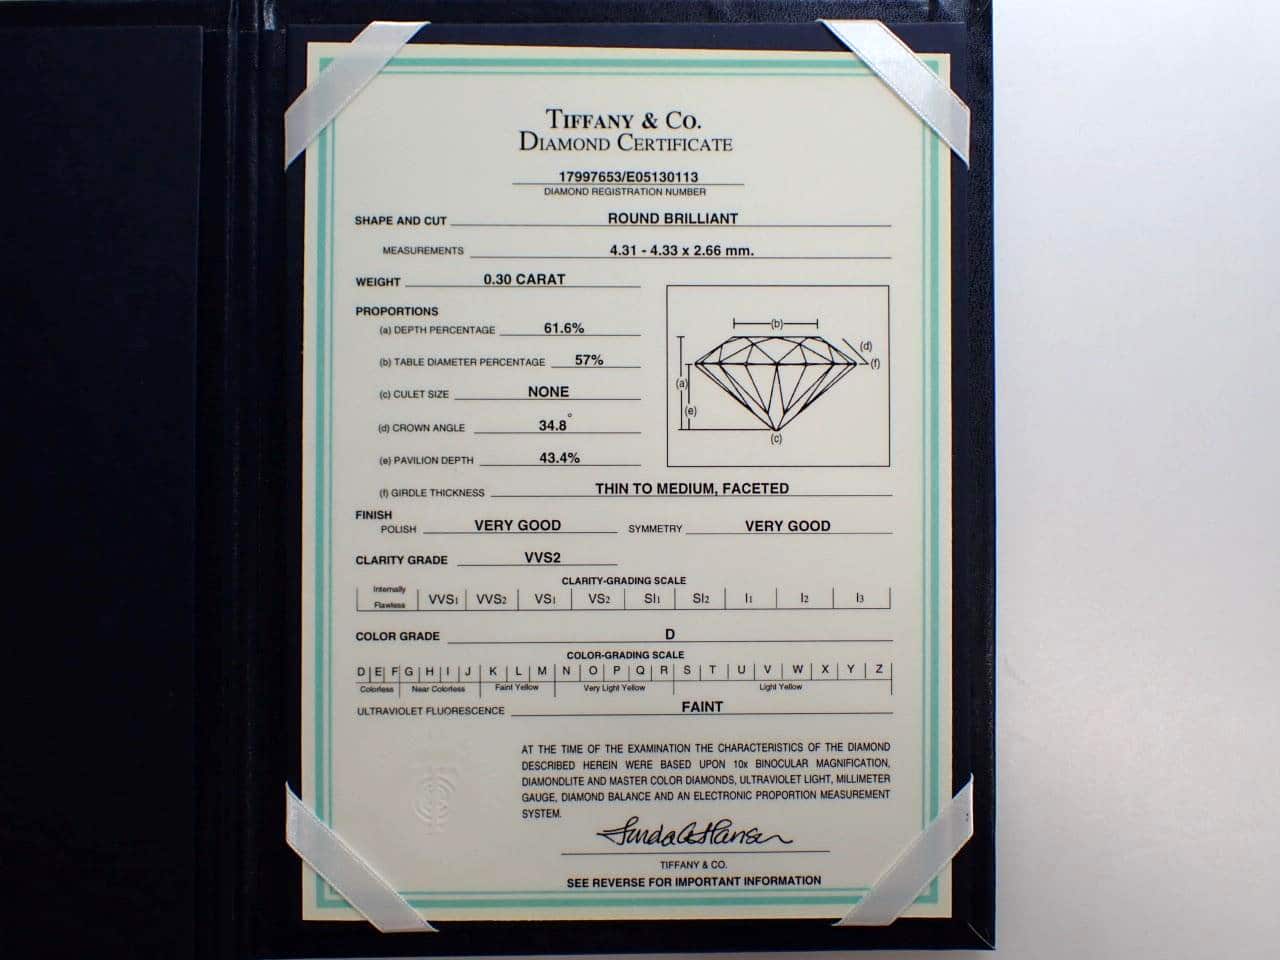 TIFFANY & CO.
DIAMOND CERTIFICATE
17997653/E05130113
DIAMOND REGISTRATION NUMBER
SHAPE AND CUT ROUND BRILLIANT
MEASUREMENTS 4.31 - 4.33 x 2.66 mm.
WEIGHT 0.30 CARAT
PROPORTIONS
(a) DEPTH PERCENTAGE 61.6%
(b) TABLE DIAMETER PERCENTAGE 57%
(c) CULET SIZE NONE
(d) CROWN ANGLE 34.8°
(e) PAVILION DEPTH 43.4%
(b)
(d)
(f)
(a)
(e)
(c)
(f) GIRDLE THICKNESS THIN TO MEDIUM, FACETED
FINISH
POLISH VERY GOOD SYMMETRY VERY GOOD
CLARITY GRADE VVS2
CLARITY-GRADING SCALE
Internally Flawless VVS1 VVS2 VS1 VS2 SI1 SI2 I1 I2 I3
COLOR GRADE D
COLOR-GRADING SCALE
D E F G H I J K L M N O P Q R S T U V W X Y Z
Colorless Near Colorless Faint Yellow Very Light Yellow Light Yellow
ULTRAVIOLET FLUORESCENCE FAINT
AT THE TIME OF THE EXAMINATION THE CHARACTERISTICS OF THE DIAMOND
DESCRIBED HEREIN WERE BASED UPON 10x BINOCULAR MAGNIFICATION,
DIAMONDLITE AND MASTER COLOR DIAMONDS, ULTRAVIOLET LIGHT, MILLIMETER
GAUGE, DIAMOND BALANCE AND AN ELECTRONIC PROPORTION MEASUREMENT
SYSTEM.
TIFFANY & CO.
SEE REVERSE FOR IMPORTANT INFORMATION